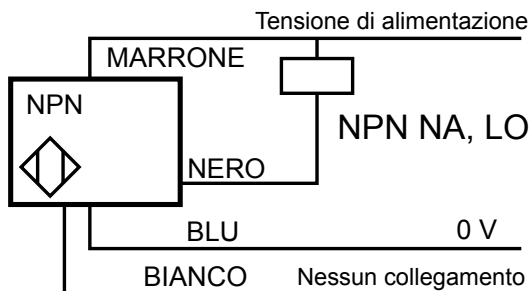 Tensione di alimentazione
MARRONE
NPN
NPN NA, LO
NERO
BLU 0 V
BIANCO Nessun collegamento